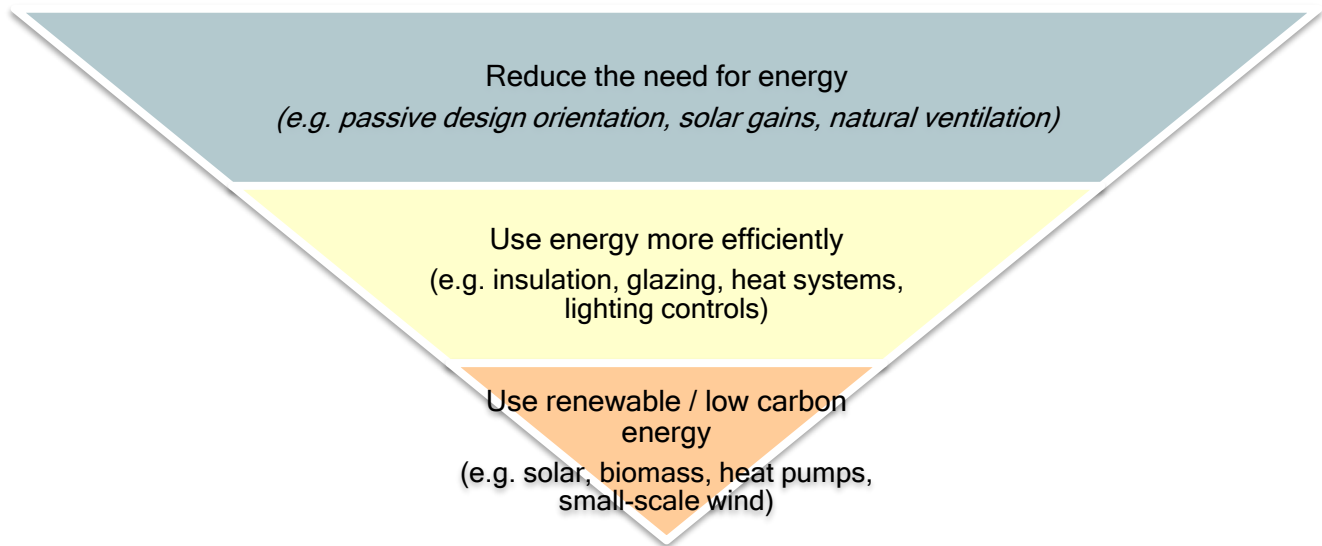 Reduce the need for energy
(e.g. passive design orientation, solar gains, natural ventilation)
Use energy more efficiently
(e.g. insulation, glazing, heat systems,
lighting controls)
Use renewable / low carbon
energy
(e.g. solar, biomass, heat pumps,
small-scale wind)